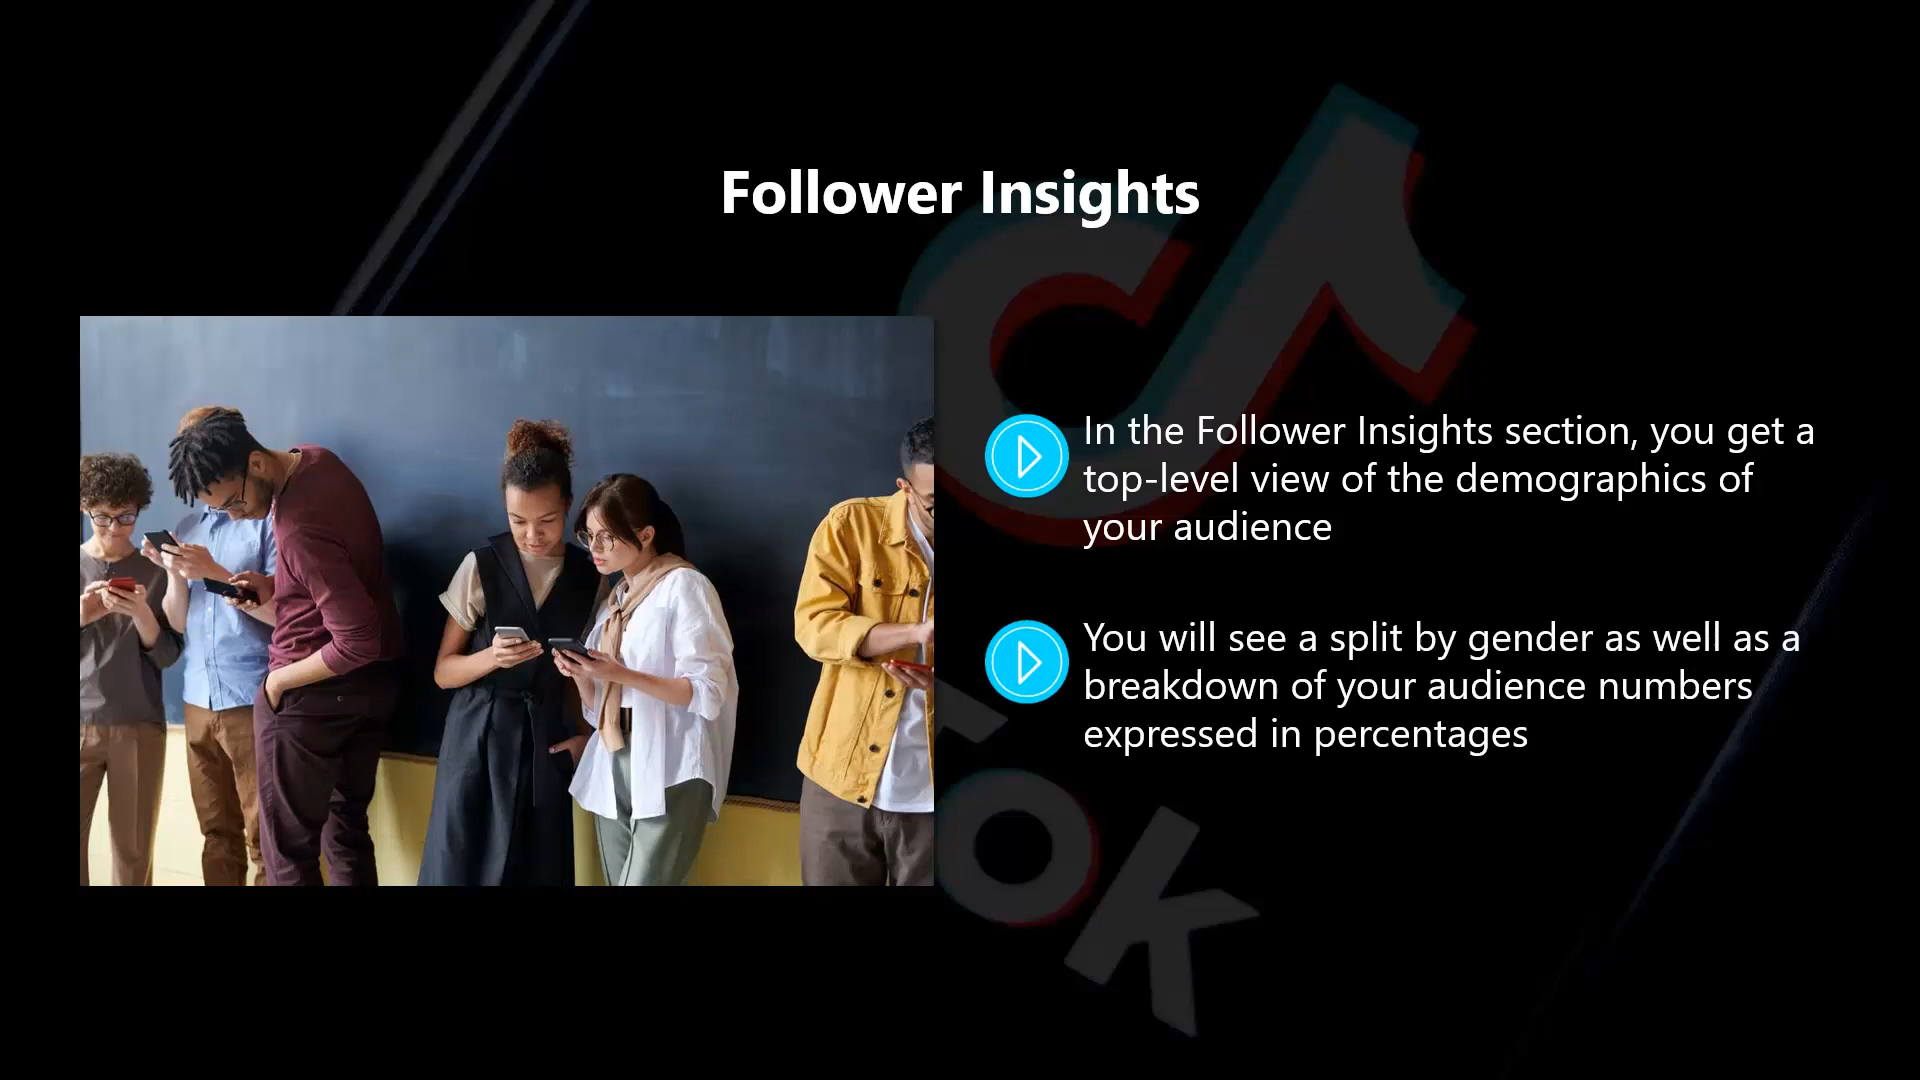 Follower Insights
In the Follower Insights section, you get a
top-level view of the demographics of
your audience
You will see a split by gender as well as a
breakdown of your audience numbers
expressed in percentages
Tok